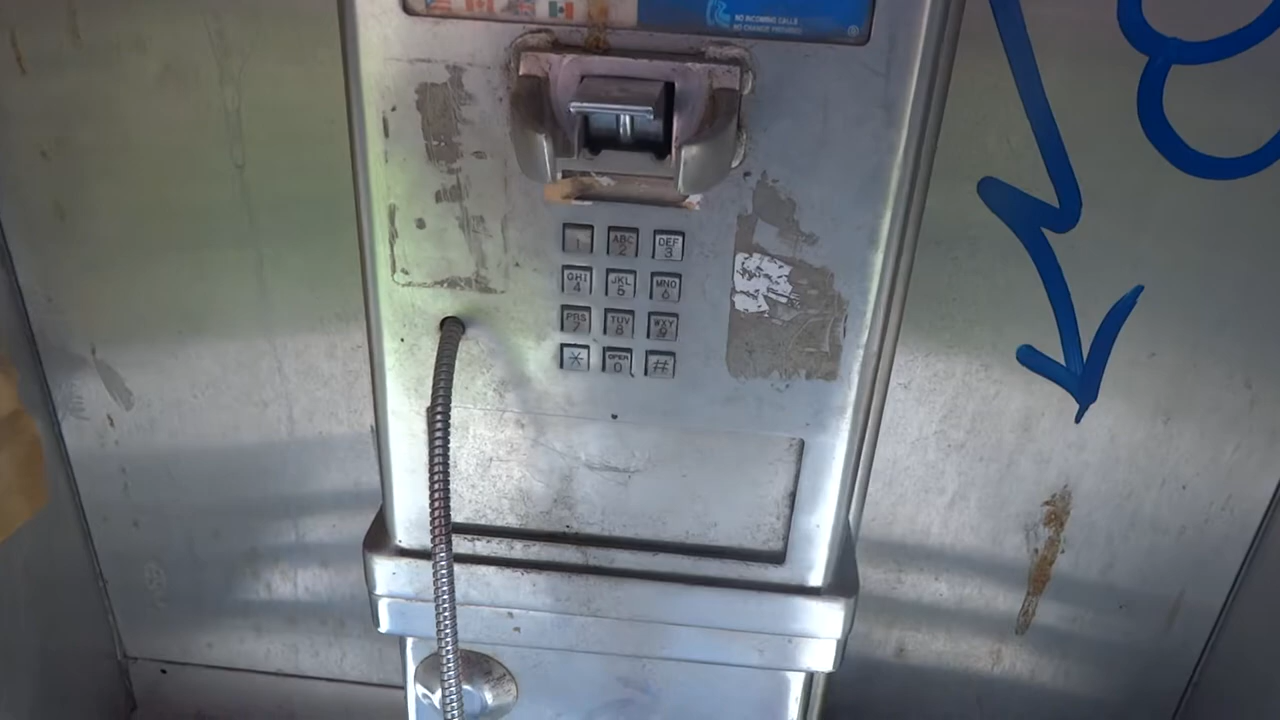 NO INCOMING CALLS
NO CHANGE PROVIDED
1 ABC 2 DEF 3
GHI 4 JKL 5 MNO 6
PRS 7 TUV 8 WXY 9
* OPER 0 #